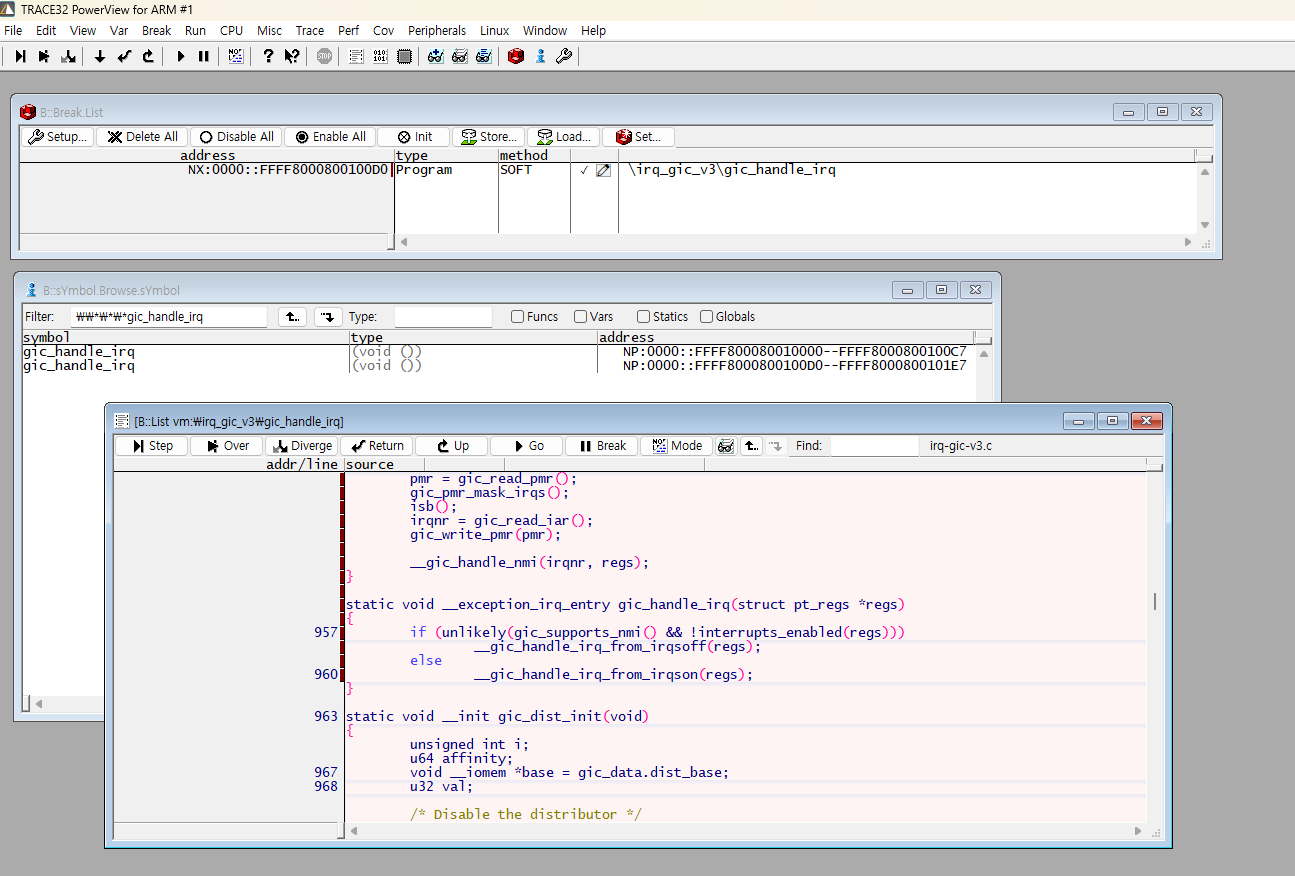 TRACE32 PowerView for ARM #1
File Edit View Var Break Run CPU Misc Trace Perf Cov Peripherals Linux Window Help
B::Break.List
Setup... Delete All Disable All Enable All Init Store... Load... Set...
address type method
NX:0000::FFFF8000800100D0 Program SOFT ✓ \irq_gic_v3\gic_handle_irq
B::sYmbol.Browse.sYmbol
Filter: ₩₩*₩*₩*gic_handle_irq Type: Funcs Vars Statics Globals
symbol type address
gic_handle_irq (void ()) NP:0000::FFFF800080010000--FFFF8000800100C7
gic_handle_irq (void ()) NP:0000::FFFF8000800100D0--FFFF8000800101E7
[B::List vm:₩irq_gic_v3₩gic_handle_irq]
Step Over Diverge Return Up Go Break Mode Find: irq-gic-v3.c
addr/line source
pmr = gic_read_pmr();
gic_pmr_mask_irqs();
isb();
irqnr = gic_read_iar();
gic_write_pmr(pmr);
__gic_handle_nmi(irqnr, regs);
}
static void __exception_irq_entry gic_handle_irq(struct pt_regs *regs)
{
957 if (unlikely(gic_supports_nmi() && !interrupts_enabled(regs)))
__gic_handle_irq_from_irqsoff(regs);
else
960 __gic_handle_irq_from_irqson(regs);
}
963 static void __init gic_dist_init(void)
{
unsigned int i;
u64 affinity;
967 void __iomem *base = gic_data.dist_base;
968 u32 val;
/* Disable the distributor */